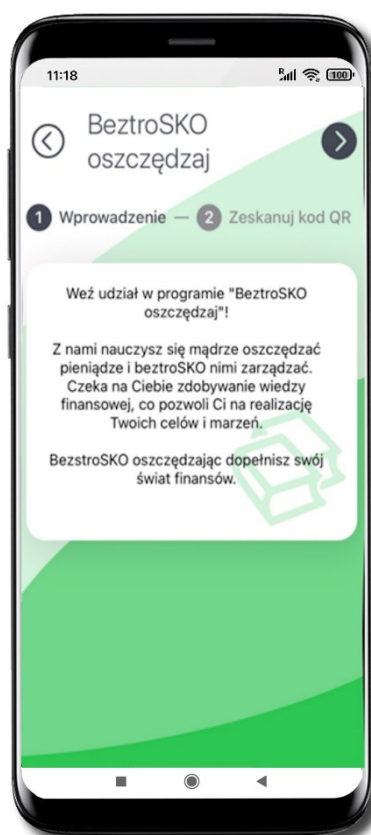 11:18
R
100
BeztroSKO
oszczędzaj
1 Wprowadzenie — 2 Zeskanuj kod QR
Weź udział w programie "BeztroSKO
oszczędzaj"!
Z nami nauczysz się mądrze oszczędzać
pieniądze i beztroSKO nimi zarządzać.
Czeka na Ciebie zdobywanie wiedzy
finansowej, co pozwoli Ci na realizację
Twoich celów i marzeń.
BezstroSKO oszczędzając dopełnisz swój
świat finansów.